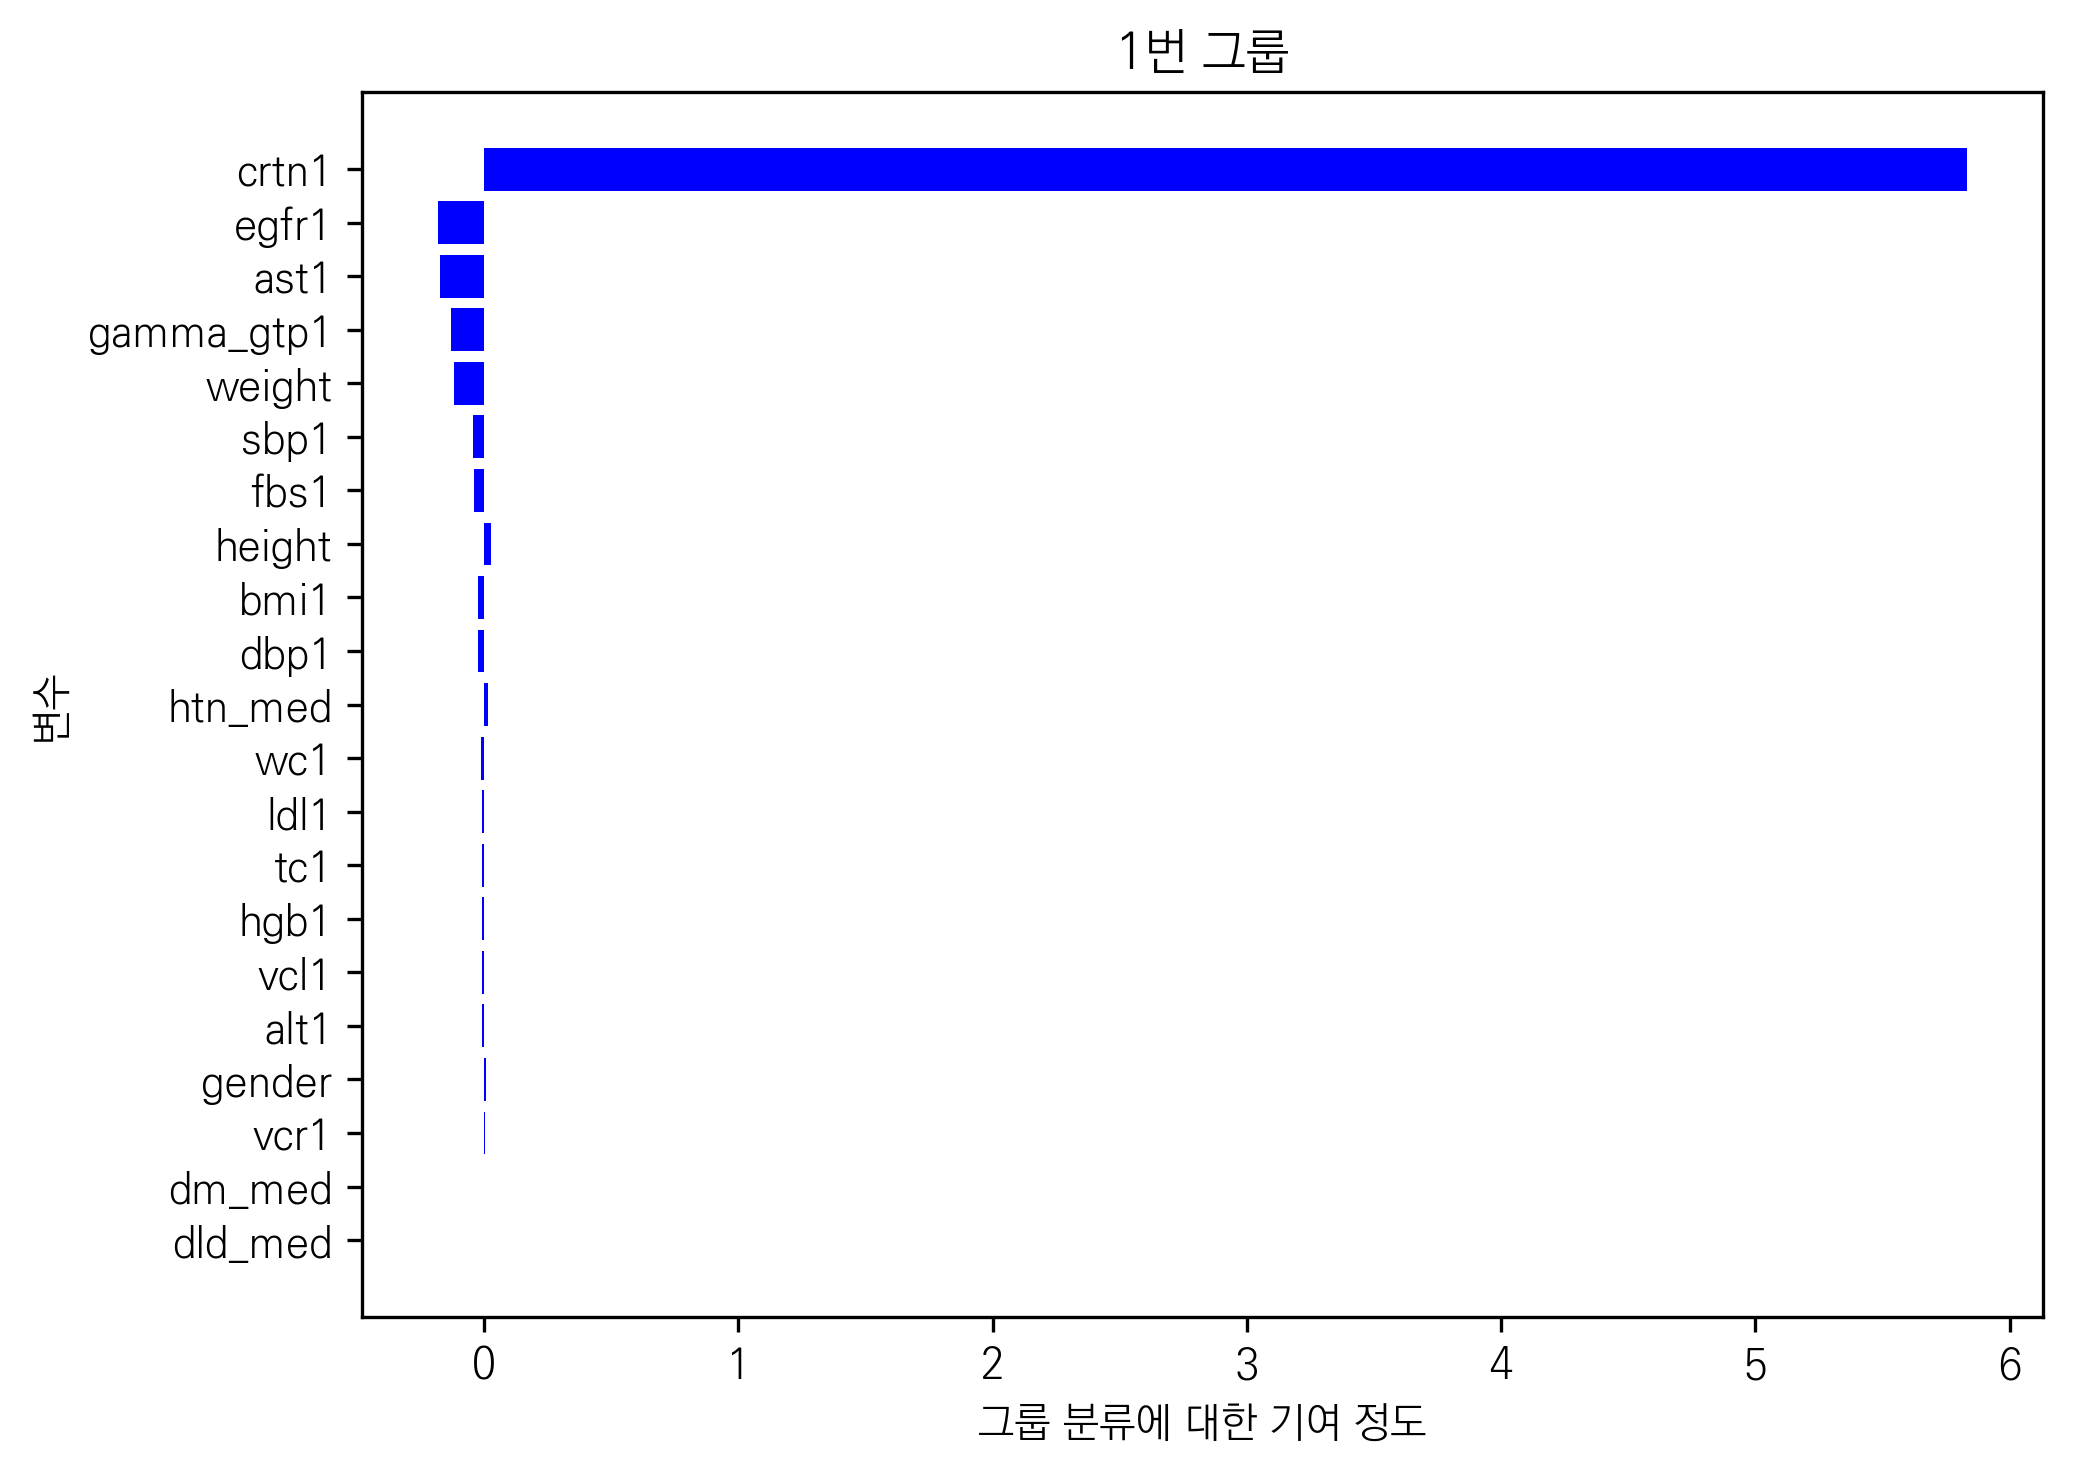 1번 그룹
crtn1
egfr1
ast1
gamma_gtp1
weight
sbp1
fbs1
height
bmi1
dbp1
htn_med
wc1
ldl1
tc1
hgb1
vcl1
alt1
gender
vcr1
dm_med
dld_med
변수
0 1 2 3 4 5 6
그룹 분류에 대한 기여 정도